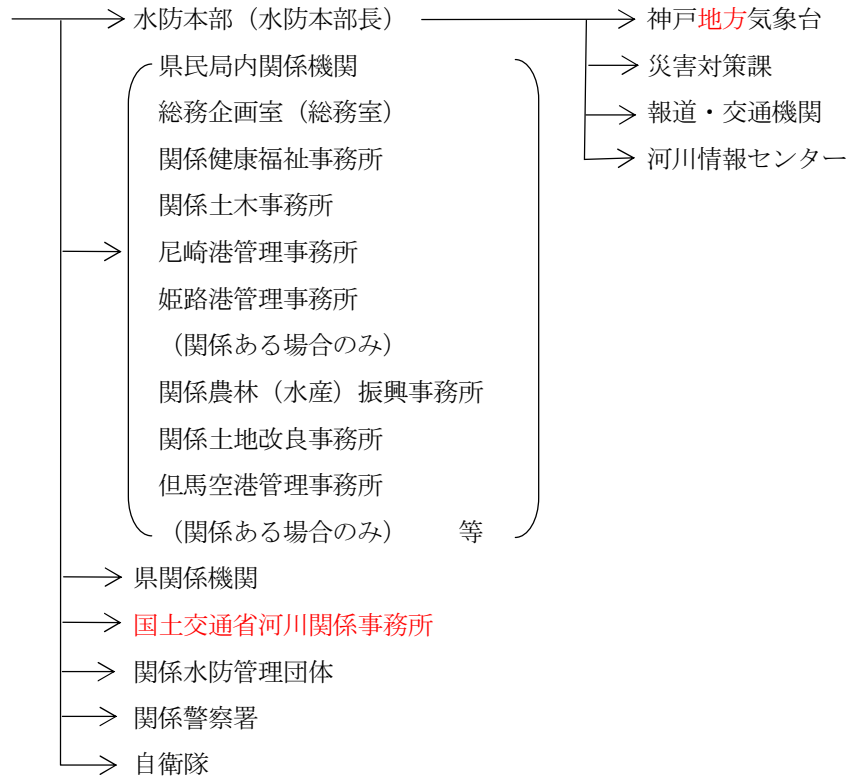 水防本部（水防本部長）
神戸地方気象台
災害対策課
報道・交通機関
河川情報センター
県民局内関係機関
総務企画室（総務室）
関係健康福祉事務所
関係土木事務所
尼崎港管理事務所
姫路港管理事務所
（関係ある場合のみ）
関係農林（水産）振興事務所
関係土地改良事務所
但馬空港管理事務所
（関係ある場合のみ） 等
県関係機関
国土交通省河川関係事務所
関係水防管理団体
関係警察署
自衛隊